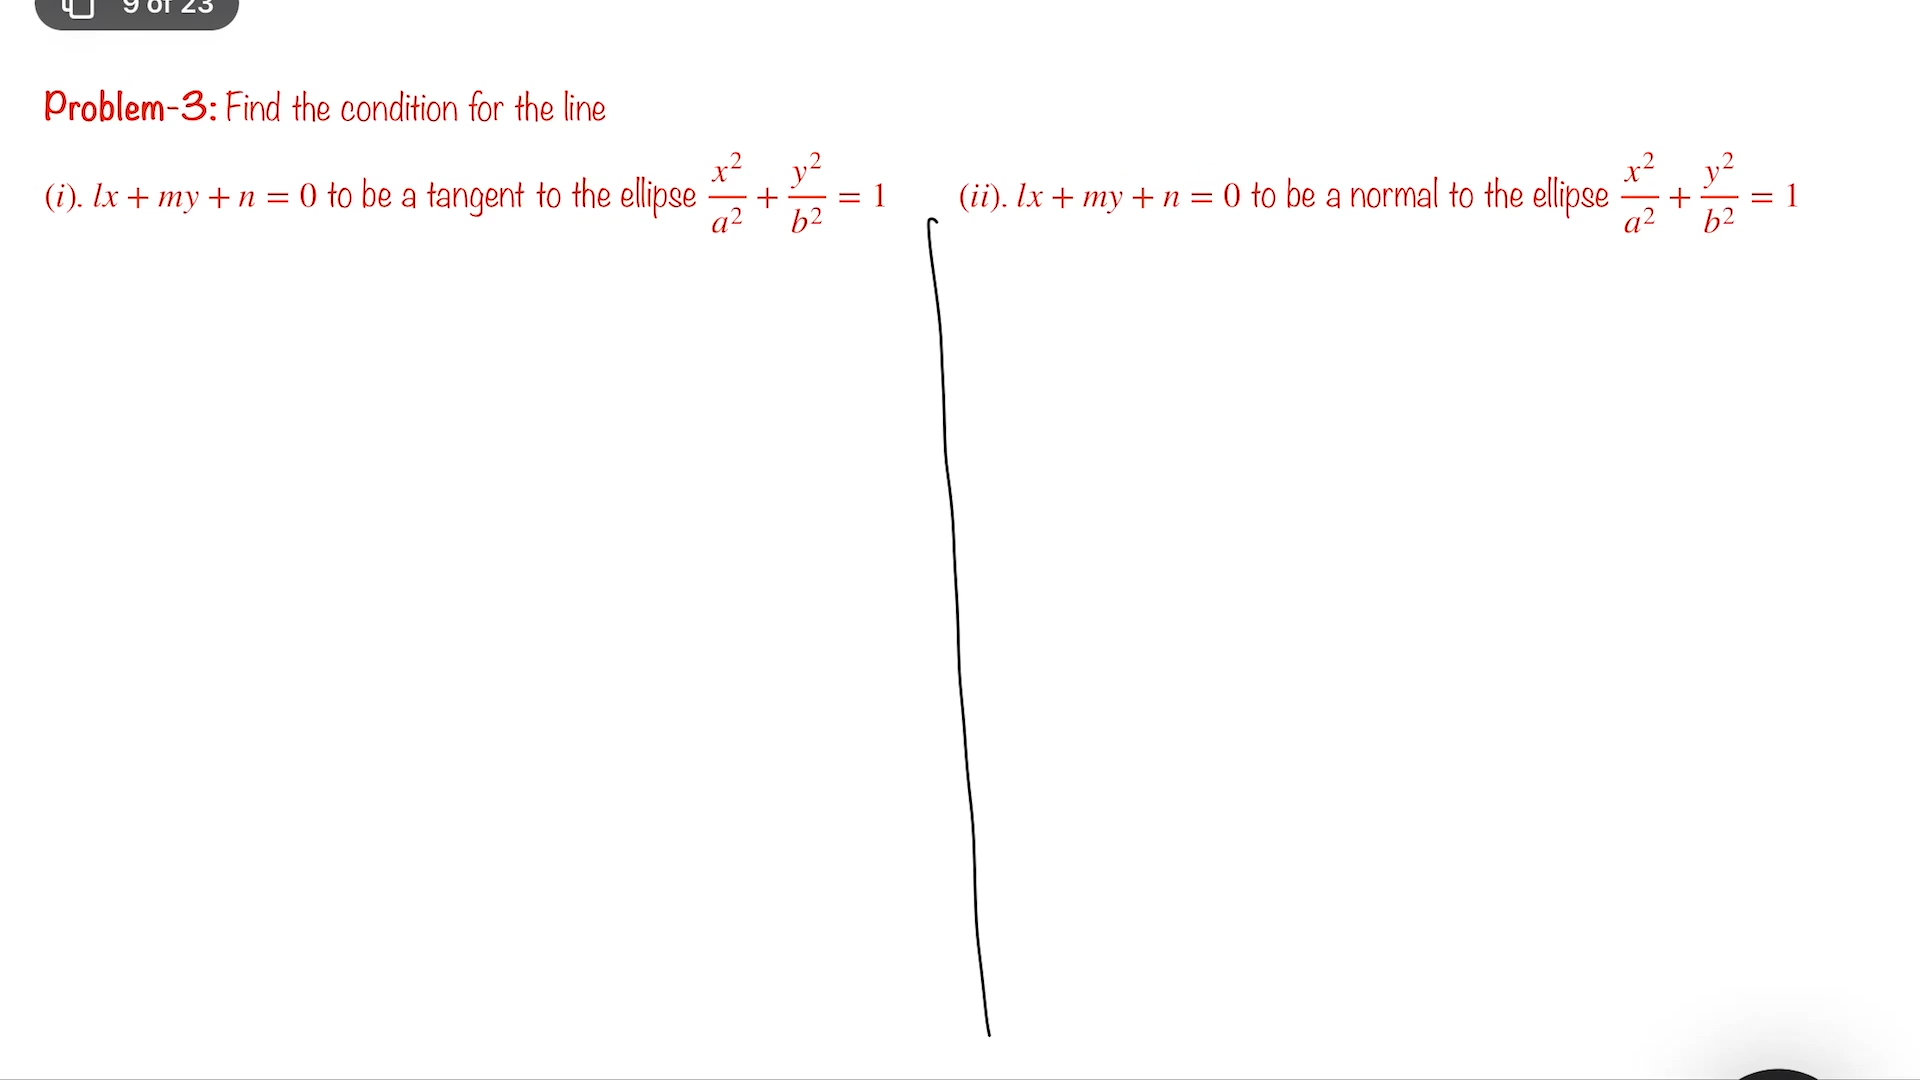 9 of 23
Problem-3: Find the condition for the line
(i). lx + my + n = 0 to be a tangent to the ellipse x²/a² + y²/b² = 1
(ii). lx + my + n = 0 to be a normal to the ellipse x²/a² + y²/b² = 1